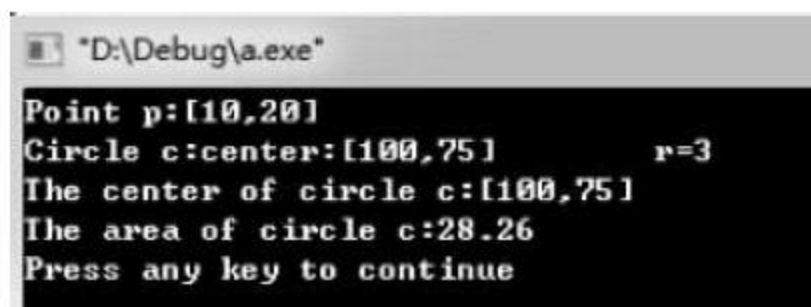 "D:\Debug\a.exe"
Point p:[10,20]
Circle c:center:[100,75] r=3
The center of circle c:[100,75]
The area of circle c:28.26
Press any key to continue